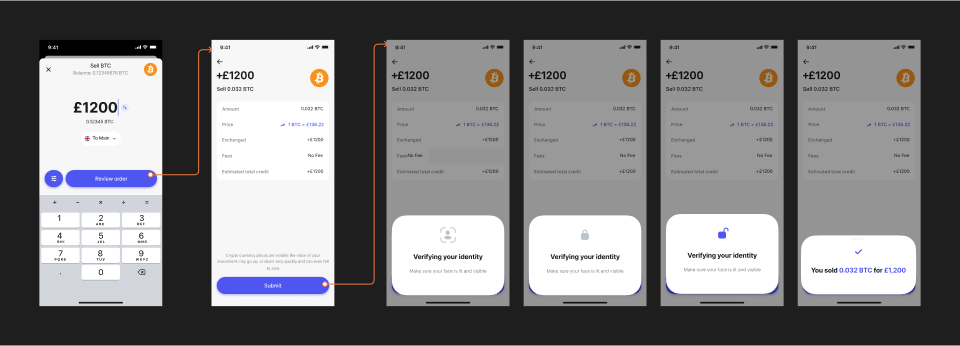 9:41
Sell BTC
Balance: 0.12345678 BTC
£1200
0.12345 BTC
To Main
Review order
+ − × ÷ =
1
2 ABC
3 DEF
4 GHI
5 JKL
6 MNO
7 PQRS
8 TUV
9 WXYZ
.
0
9:41
+£1200
Sell 0.032 BTC
Amount 0.032 BTC
Price 1 BTC = £136.22
Exchanged +£1200
Fees No Fee
Estimated total credit +£1200
Crypto currency prices are volatile the value of your
investment may go up, or down very quickly and can even fall
to zero
Submit
9:41
+£1200
Sell 0.032 BTC
Amount 0.032 BTC
Price 1 BTC = £136.22
Exchanged +£1200
Fees No Fee
Estimated total credit +£1200
Verifying your identity
Make sure your face is lit and visible
9:41
+£1200
Sell 0.032 BTC
Amount 0.032 BTC
Price 1 BTC = £136.22
Exchanged +£1200
Fees No Fee
Estimated total credit +£1200
Verifying your identity
Make sure your face is lit and visible
9:41
+£1200
Sell 0.032 BTC
Amount 0.032 BTC
Price 1 BTC = £136.22
Exchanged +£1200
Fees No Fee
Estimated total credit +£1200
Verifying your identity
Make sure your face is lit and visible
9:41
+£1200
Sell 0.032 BTC
Amount 0.032 BTC
Price 1 BTC = £136.22
Exchanged +£1200
Fees No Fee
Estimated total credit +£1200
You sold 0.032 BTC for £1,200